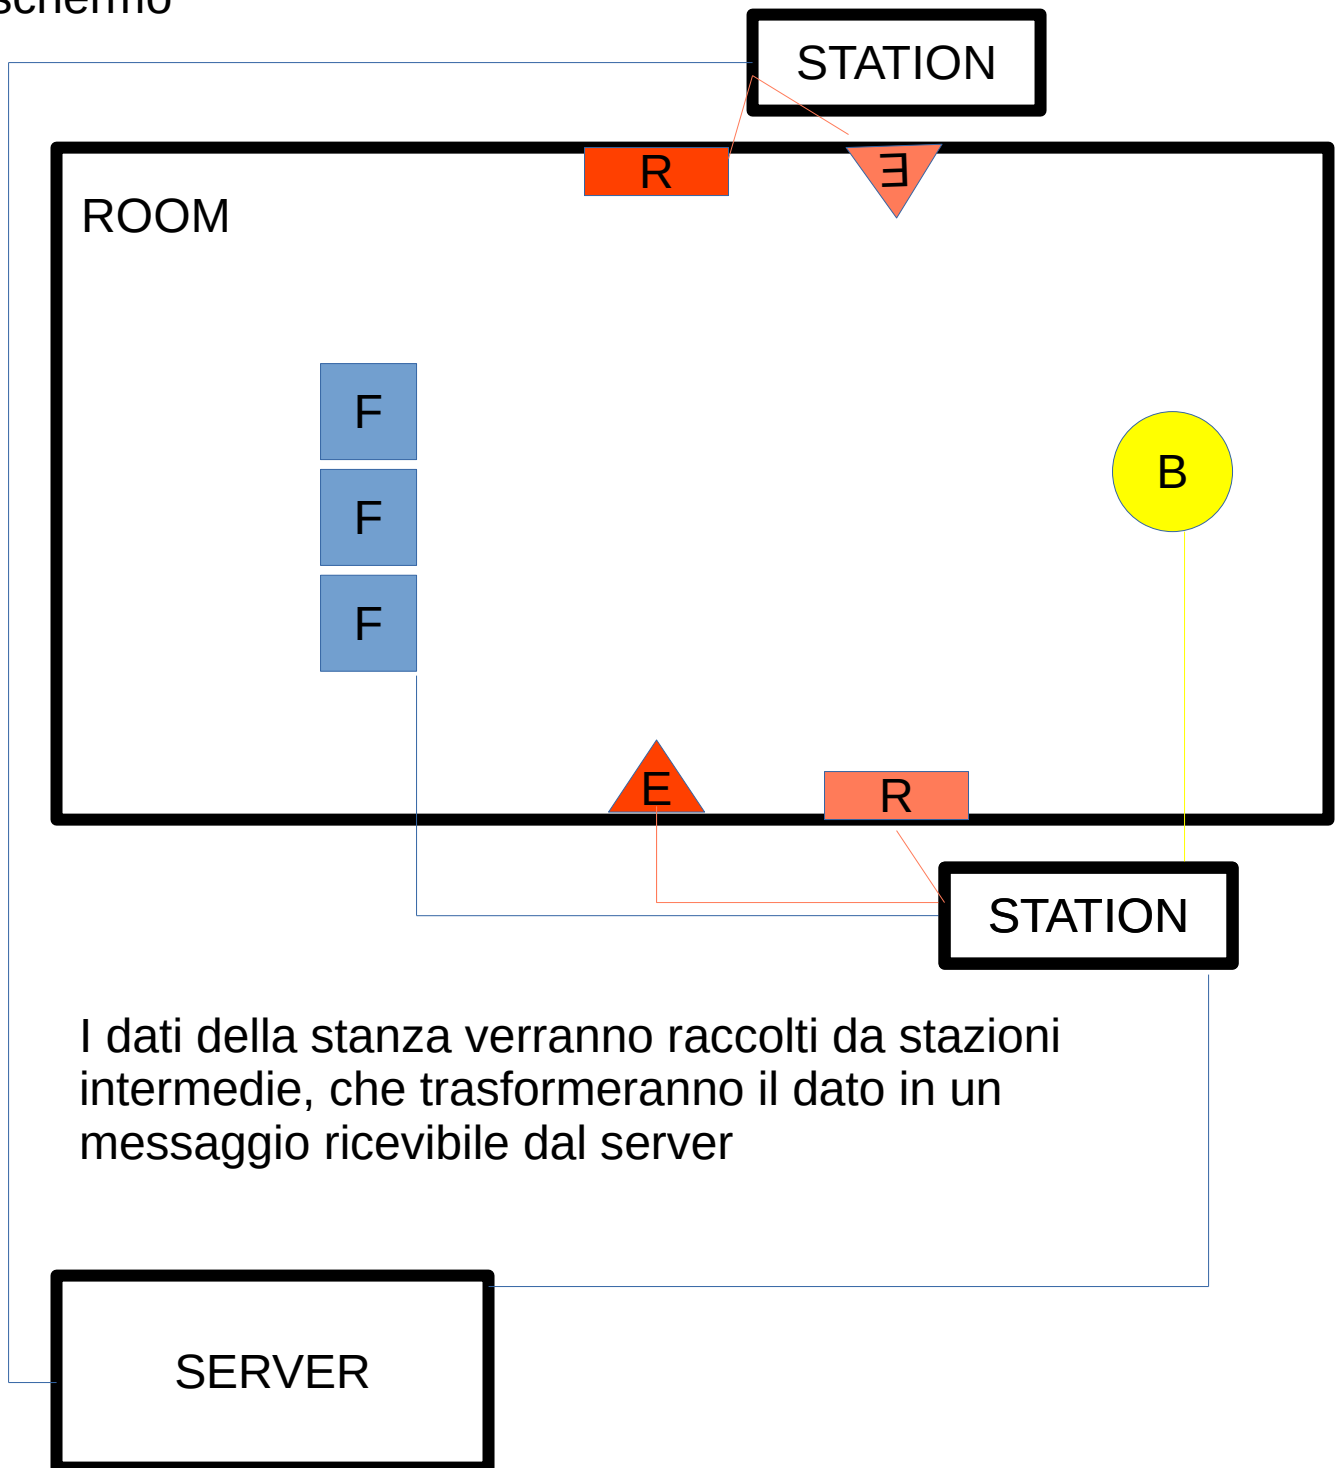 schermo
STATION
R
E
ROOM
F
B
F
F
E
R
STATION
I dati della stanza verranno raccolti da stazioni
intermedie, che trasformeranno il dato in un
messaggio ricevibile dal server
SERVER